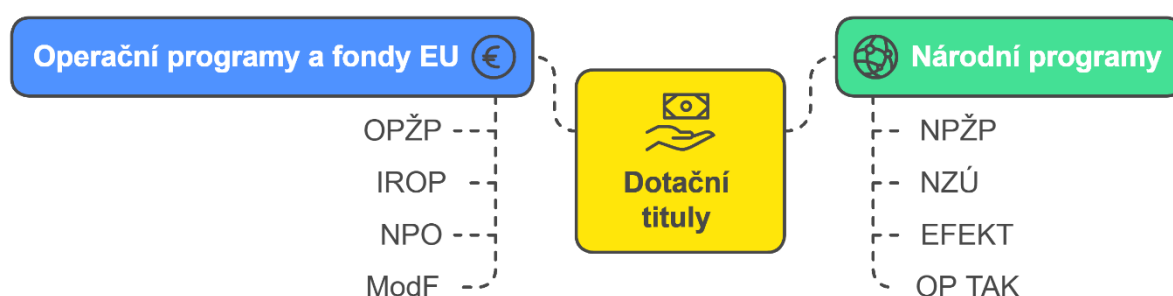 Operační programy a fondy EU
OPŽP
IROP
NPO
ModF
Dotační
tituly
Národní programy
NPŽP
NZÚ
EFEKT
OP TAK